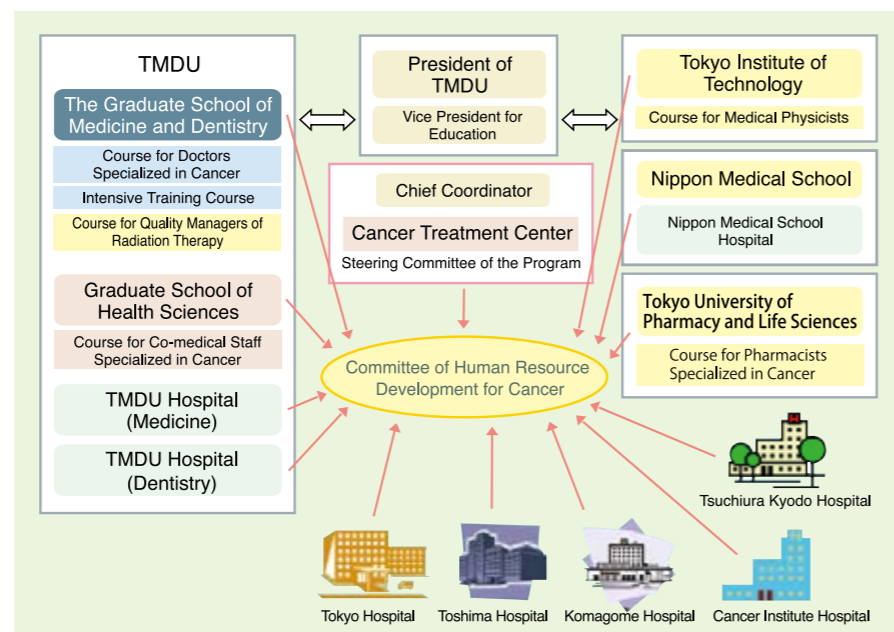 TMDU
The Graduate School of
Medicine and Dentistry
Course for Doctors
Specialized in Cancer
Intensive Training Course
Course for Quality Managers of
Radiation Therapy
Graduate School of
Health Sciences
Course for Co-medical Staff
Specialized in Cancer
TMDU Hospital
(Medicine)
TMDU Hospital
(Dentistry)
President of
TMDU
Vice President for
Education
Chief Coordinator
Cancer Treatment Center
Steering Committee of the Program
Committee of Human Resource
Development for Cancer
Tokyo Institute of
Technology
Course for Medical Physicists
Nippon Medical School
Nippon Medical School
Hospital
Tokyo University of
Pharmacy and Life Sciences
Course for Pharmacists
Specialized in Cancer
H
Tsuchiura Kyodo Hospital
Tokyo Hospital
Toshima Hospital
Komagome Hospital
Cancer Institute Hospital